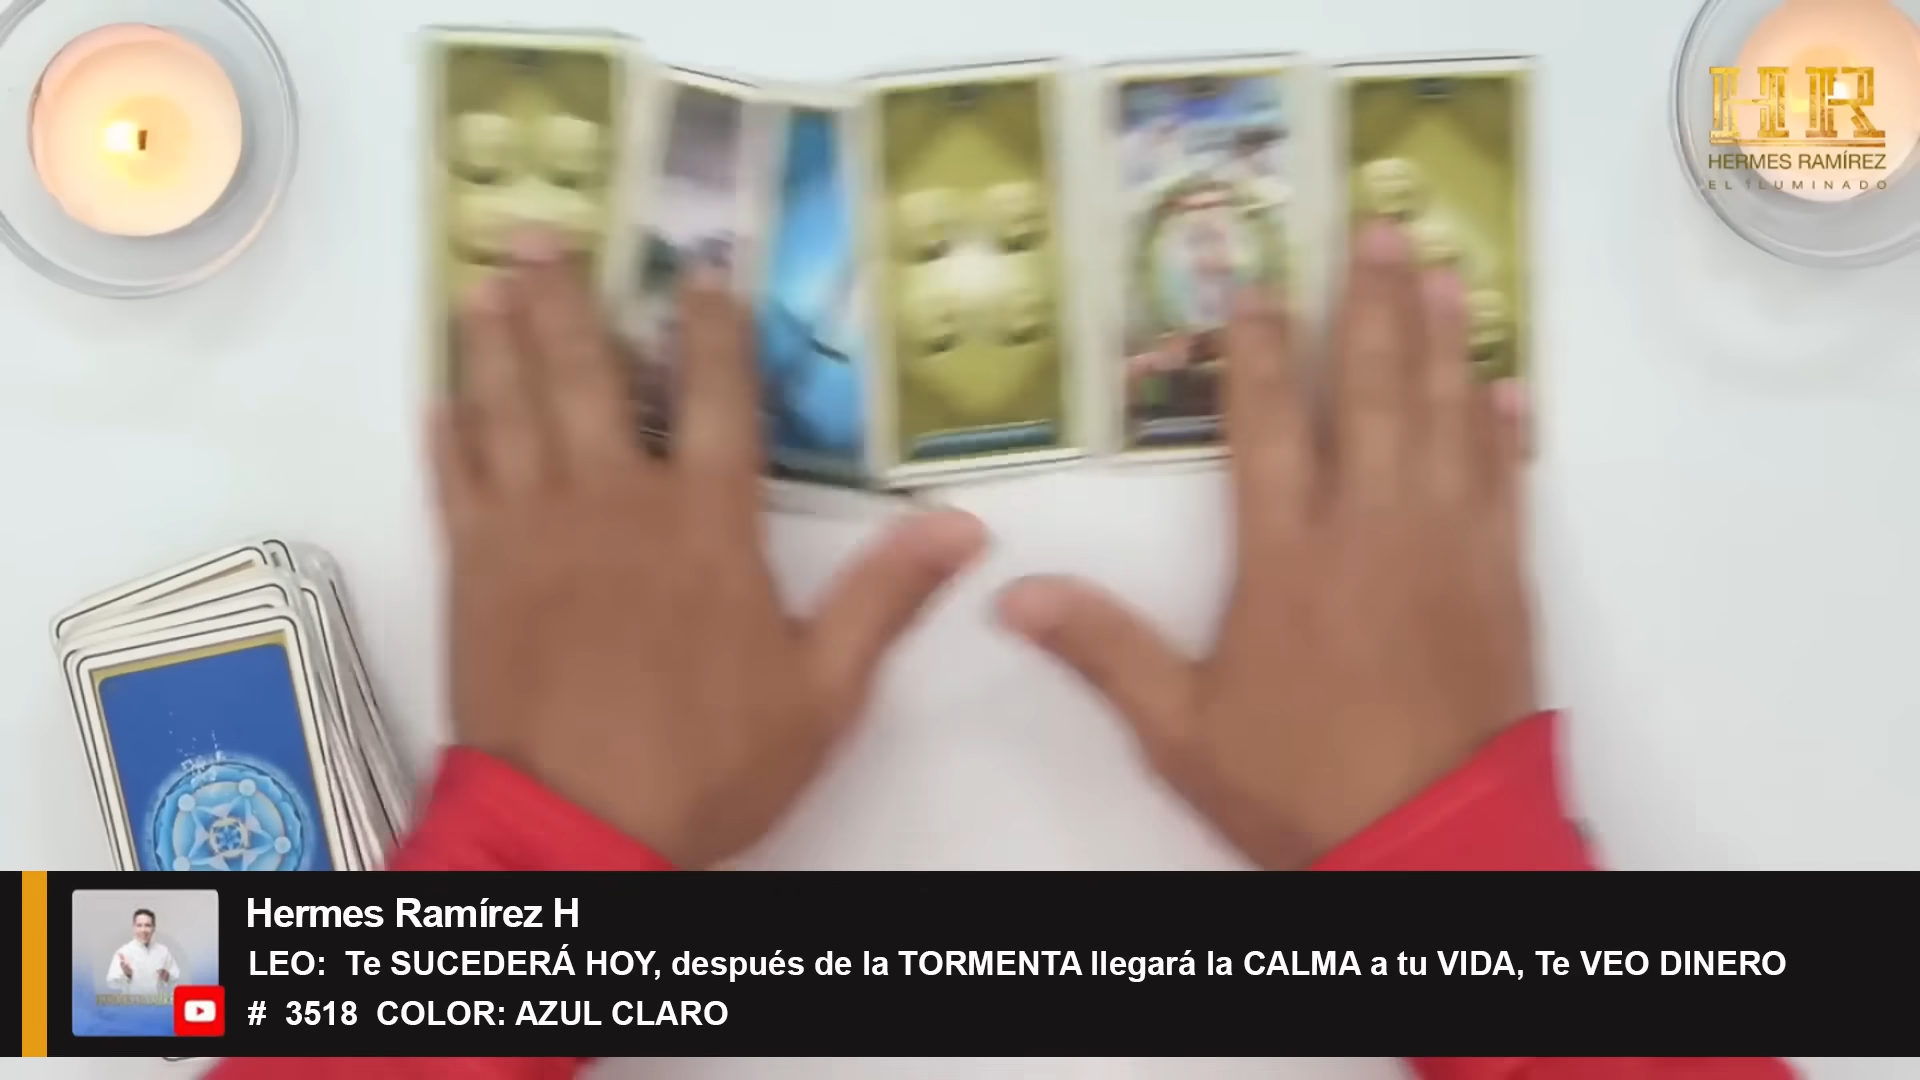 HR
HERMES RAMÍREZ
EL ILUMINADO
Hermes Ramírez H
LEO: Te SUCEDERÁ HOY, después de la TORMENTA llegará la CALMA a tu VIDA, Te VEO DINERO
# 3518 COLOR: AZUL CLARO